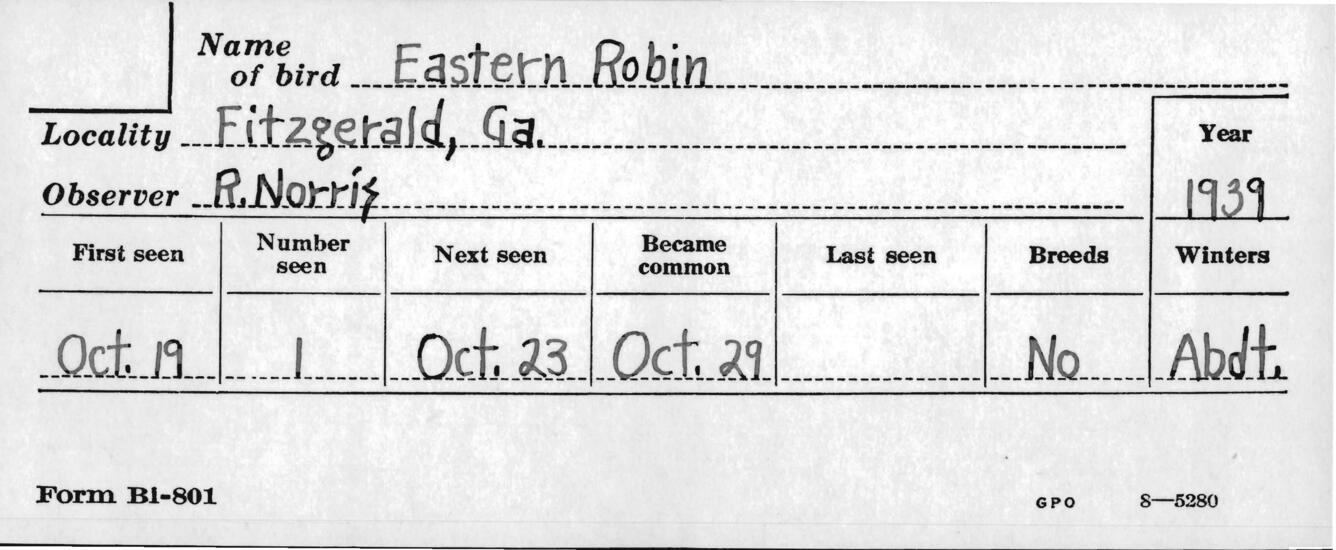 Name of bird Eastern Robin
Locality Fitzgerald, Ga.
Year
Observer R. Norris
1939
First seen Number seen Next seen Became common Last seen Breeds Winters
Oct. 19 1 Oct. 23 Oct. 29 No Abdt.
Form Bi-801 GPO 8—5280